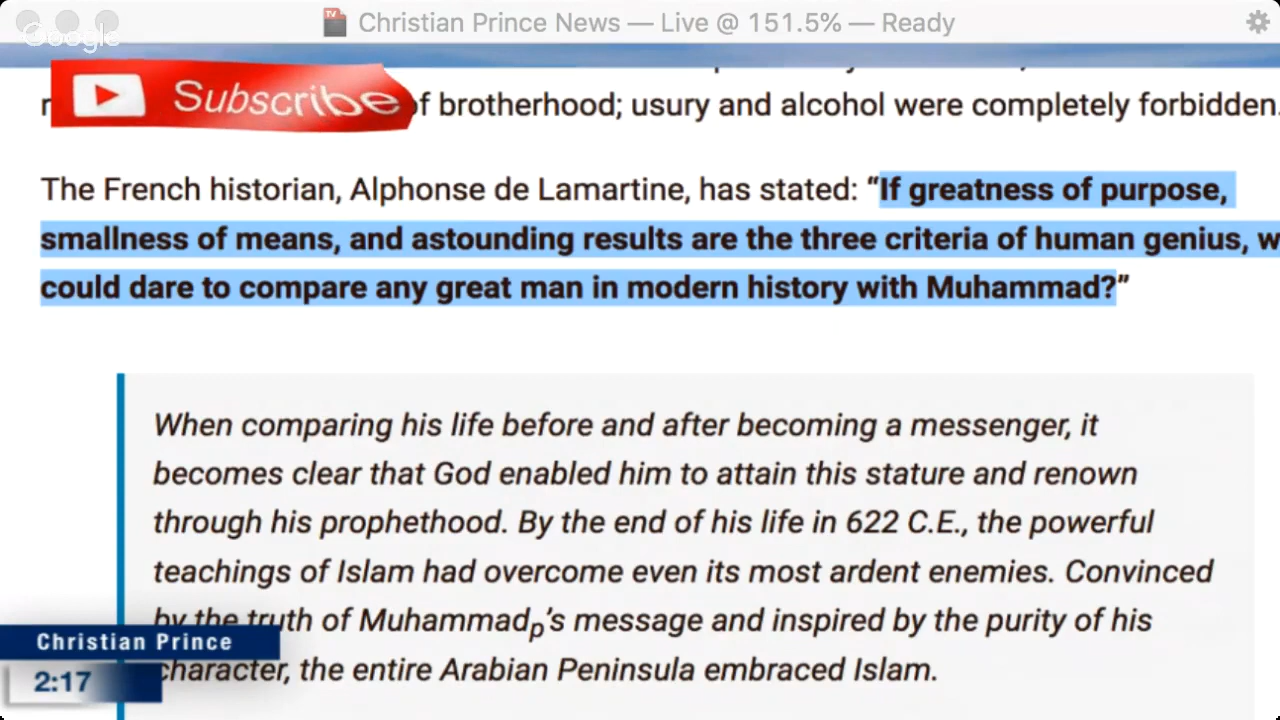 Christian Prince News — Live @ 151.5% — Ready
Google
Subscribe
of brotherhood; usury and alcohol were completely forbidden.
The French historian, Alphonse de Lamartine, has stated: “If greatness of purpose,
smallness of means, and astounding results are the three criteria of human genius,
could dare to compare any great man in modern history with Muhammad?”
When comparing his life before and after becoming a messenger, it
becomes clear that God enabled him to attain this stature and renown
through his prophethood. By the end of his life in 622 C.E., the powerful
teachings of Islam had overcome even its most ardent enemies. Convinced
by the truth of Muhammadp’s message and inspired by the purity of his
character, the entire Arabian Peninsula embraced Islam.
Christian Prince
2:17